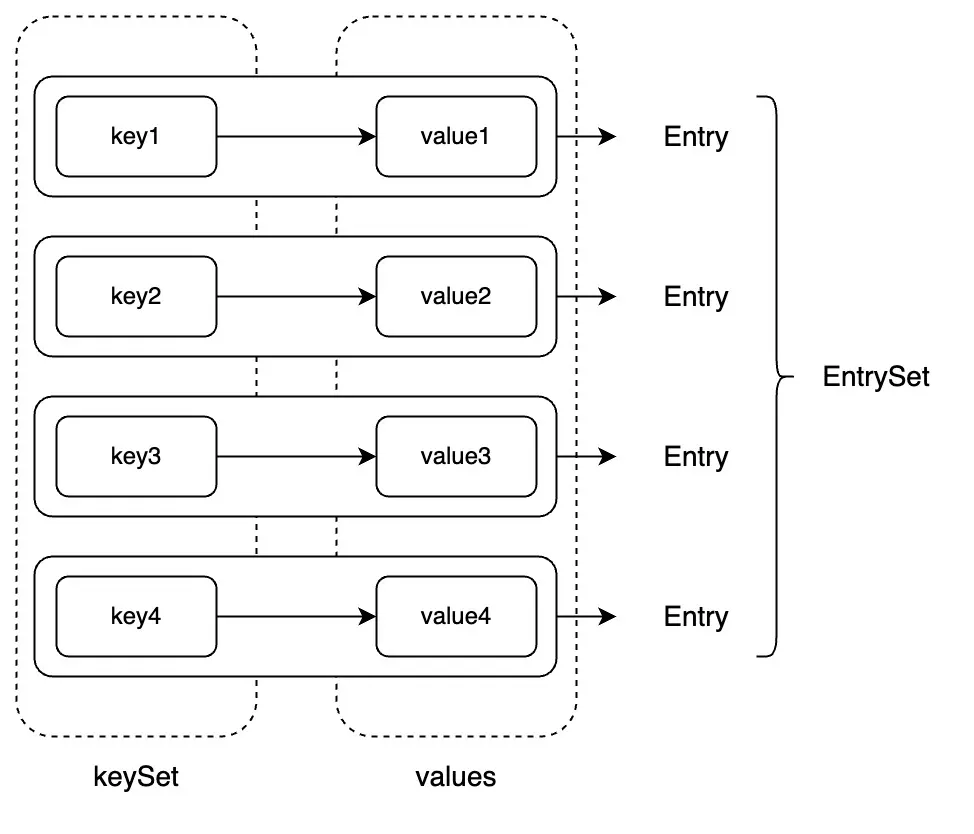 key1 value1 Entry
key2 value2 Entry
EntrySet
key3 value3 Entry
key4 value4 Entry
keySet values